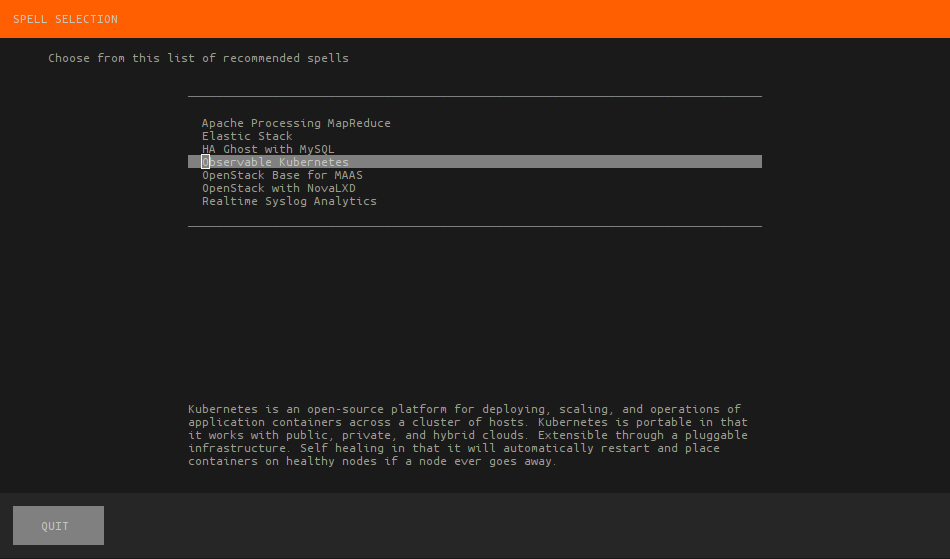 SPELL SELECTION
Choose from this list of recommended spells
Apache Processing MapReduce
Elastic Stack
HA Ghost with MySQL
Observable Kubernetes
OpenStack Base for MAAS
OpenStack with NovaLXD
Realtime Syslog Analytics
Kubernetes is an open-source platform for deploying, scaling, and operations of
application containers across a cluster of hosts. Kubernetes is portable in that
it works with public, private, and hybrid clouds. Extensible through a pluggable
infrastructure. Self healing in that it will automatically restart and place
containers on healthy nodes if a node ever goes away.
QUIT